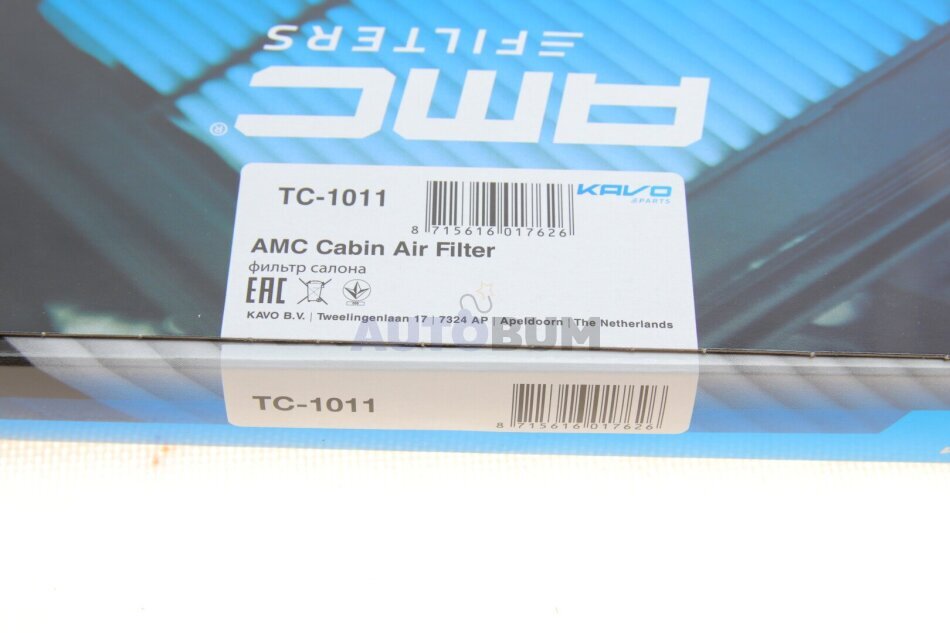 AMC®
FILTERS
TC-1011
8 715616 017626
KAVO
PARTS
AMC Cabin Air Filter
фильтр салона
EAC
KAVO B.V. | Tweelingenlaan 17 | 7324 AP | Apeldoorn | The Netherlands
AUTOBUM
TC-1011
8 715616 017626